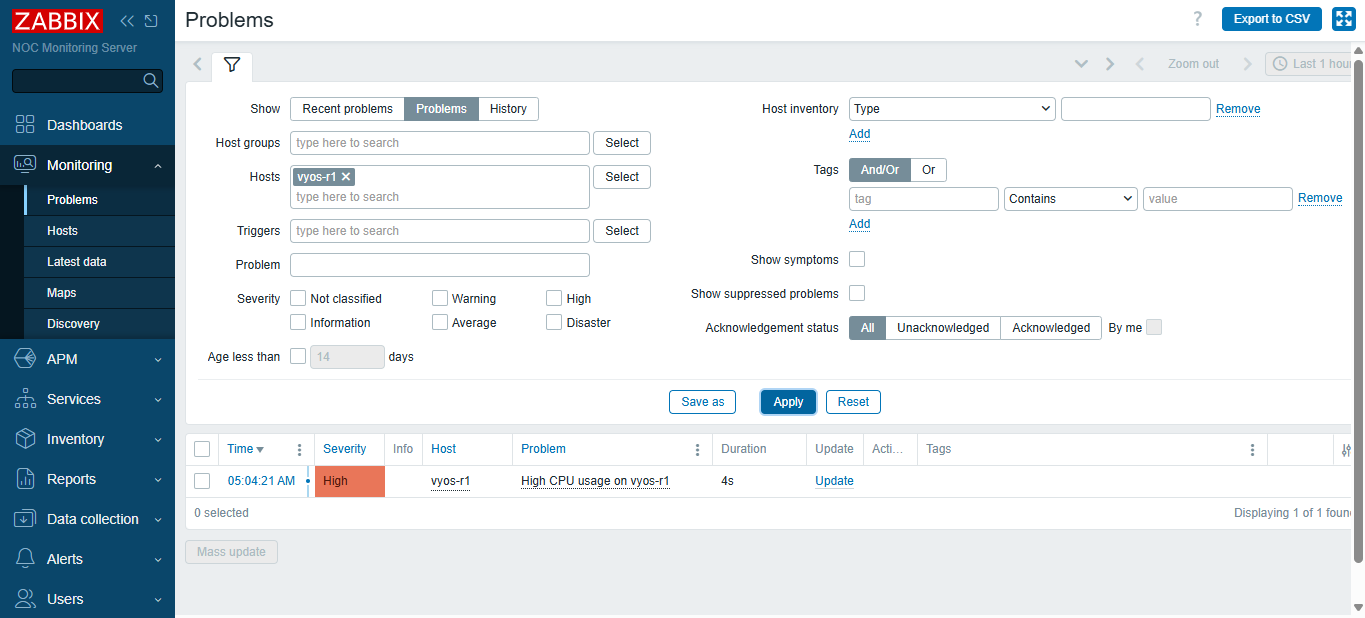 ZABBIX
NOC Monitoring Server
Dashboards
Monitoring
Problems
Hosts
Latest data
Maps
Discovery
APM
Services
Inventory
Reports
Data collection
Alerts
Users
Problems
? Export to CSV
Zoom out Last 1 hour
Show Recent problems Problems History
Host groups type here to search Select
Hosts vyos-r1 Select
type here to search
Triggers type here to search Select
Problem
Severity Not classified Warning High
Information Average Disaster
Age less than 14 days
Host inventory Type Remove
Add
Tags And/Or Or
tag Contains value Remove
Add
Show symptoms
Show suppressed problems
Acknowledgement status All Unacknowledged Acknowledged By me
Save as Apply Reset
Time Severity Info Host Problem Duration Update Acti... Tags
05:04:21 AM High vyos-r1 High CPU usage on vyos-r1 4s Update
0 selected
Displaying 1 of 1 found
Mass update